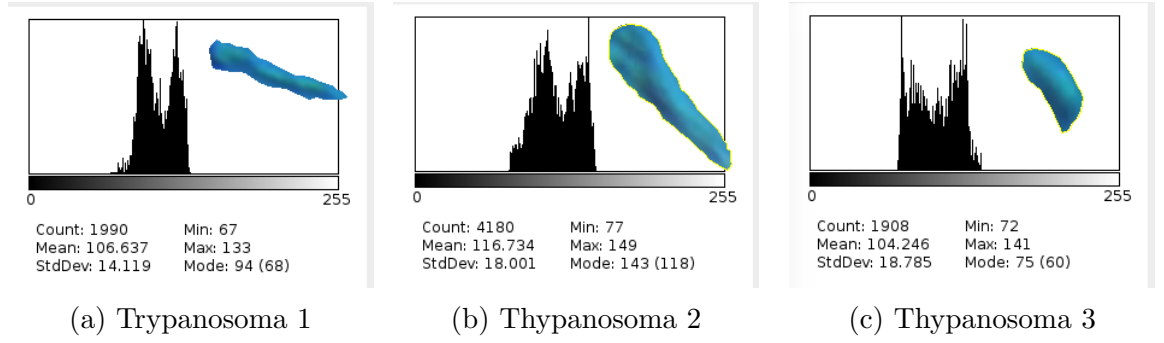 0 255
Count: 1990 Min: 67
Mean: 106.637 Max: 133
StdDev: 14.119 Mode: 94 (68)
(a) Trypanosoma 1
0 255
Count: 4180 Min: 77
Mean: 116.734 Max: 149
StdDev: 18.001 Mode: 143 (118)
(b) Thypanosoma 2
0 255
Count: 1908 Min: 72
Mean: 104.246 Max: 141
StdDev: 18.785 Mode: 75 (60)
(c) Thypanosoma 3